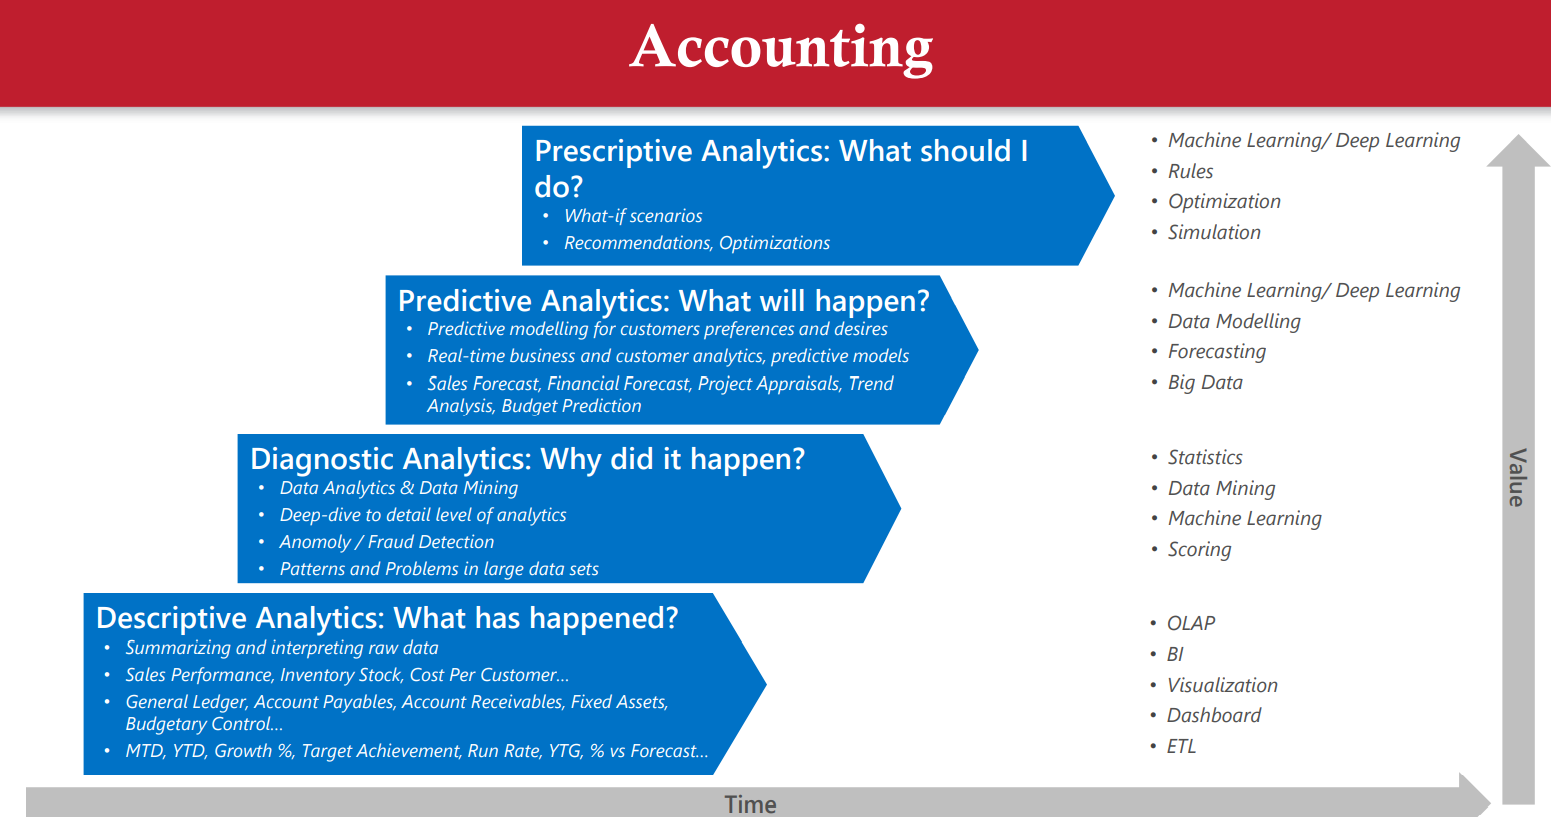 Accounting
Prescriptive Analytics: What should I
do?
• What-if scenarios
• Recommendations, Optimizations
• Machine Learning/ Deep Learning
• Rules
• Optimization
• Simulation
Predictive Analytics: What will happen?
• Predictive modelling for customers preferences and desires
• Real-time business and customer analytics, predictive models
• Sales Forecast, Financial Forecast, Project Appraisals, Trend
Analysis, Budget Prediction
• Machine Learning/ Deep Learning
• Data Modelling
• Forecasting
• Big Data
Diagnostic Analytics: Why did it happen?
• Data Analytics & Data Mining
• Deep-dive to detail level of analytics
• Anomoly / Fraud Detection
• Patterns and Problems in large data sets
• Statistics
• Data Mining
• Machine Learning
• Scoring
Descriptive Analytics: What has happened?
• Summarizing and interpreting raw data
• Sales Performance, Inventory Stock, Cost Per Customer...
• General Ledger, Account Payables, Account Receivables, Fixed Assets,
Budgetary Control...
• MTD, YTD, Growth %, Target Achievement, Run Rate, YTG, % vs Forecast...
• OLAP
• BI
• Visualization
• Dashboard
• ETL
Value
Time